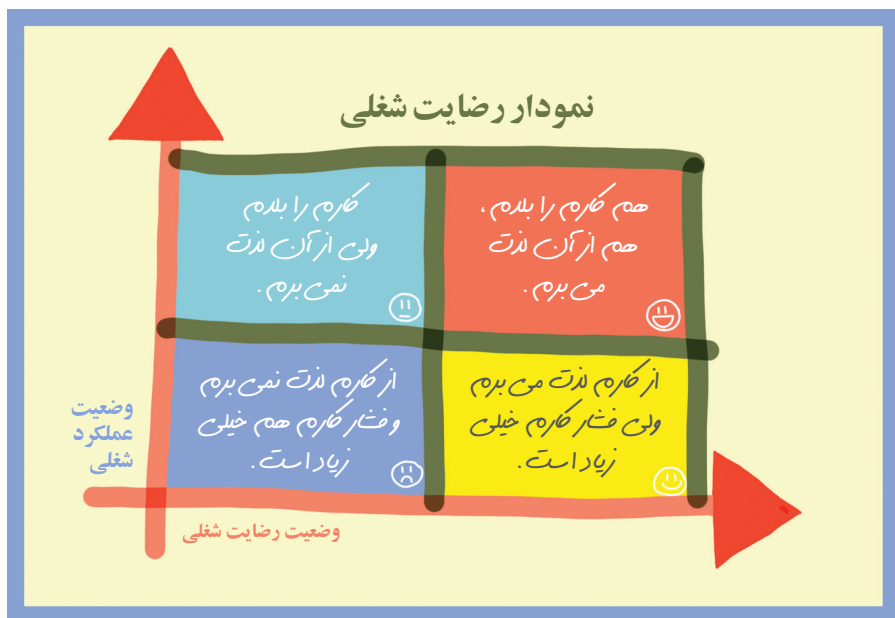 نمودار رضایت شغلی
هم کارم را بلدم،
هم از آن لذت
می برم.
کارم را بلدم
ولی از آن لذت
نمی برم.
از کارم لذت می برم
ولی فشار کارم خیلی
زیاد است.
از کارم لذت نمی برم
و فشار کارم هم خیلی
زیاد است.
وضعیت
عملکرد
شغلی
وضعیت رضایت شغلی